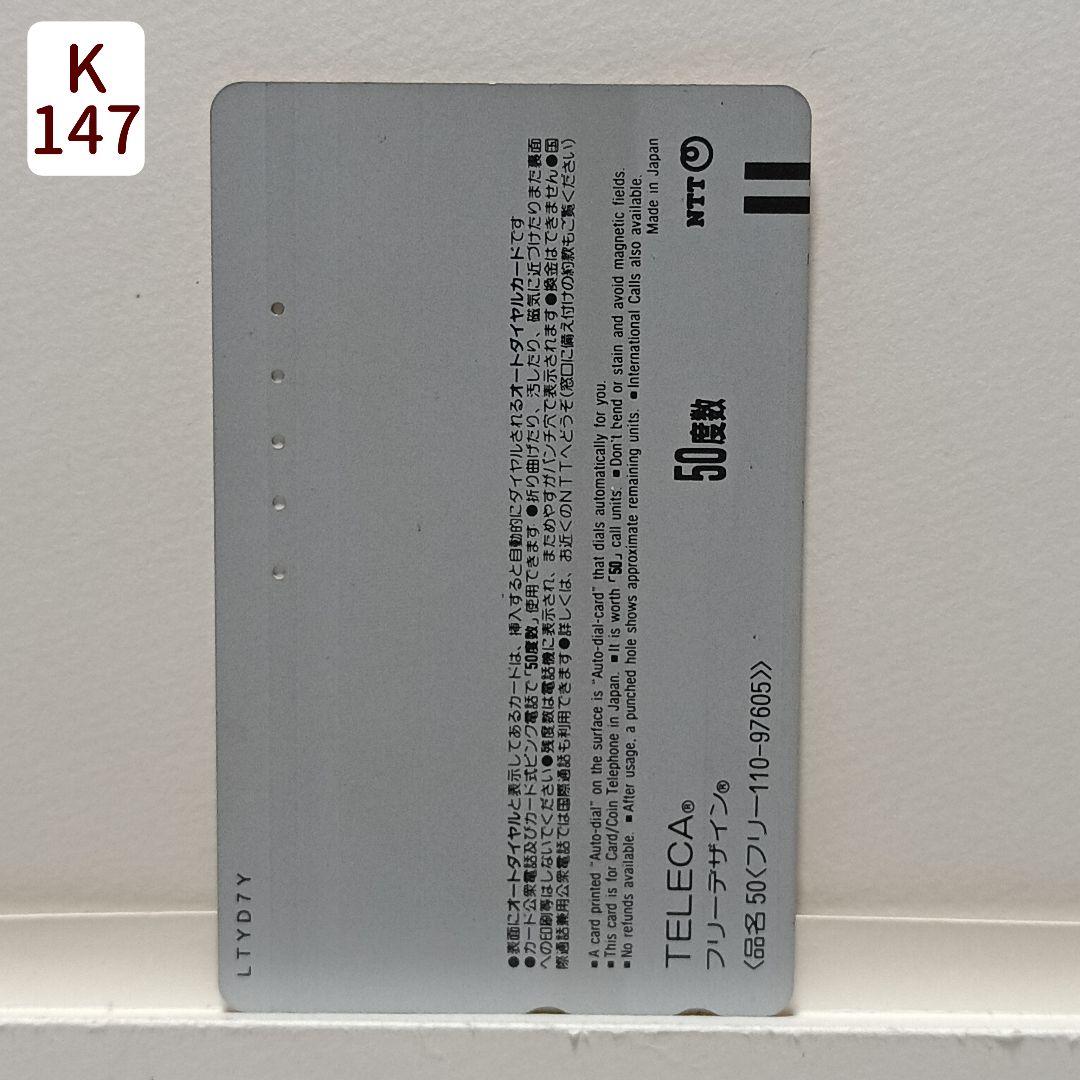 K
147
LTYD7Y
●表面にオートダイヤルと表示してあるカードは、挿入すると自動的にダイヤルされるオートダイヤルカードです
●カード公衆電話及びカード式ピンク電話で「50度数」使用できます ●折り曲げたり、汚したり、磁気に近づけたりまた裏面
への印刷等はしないでください●残度数は電話機に表示され、まためやすがパンチ穴で表示されます●換金はできません●国
際通話兼用公衆電話では国際通話も利用できます●詳しくは、お近くのNTTへどうぞ(窓口に備え付けの約款もご覧ください)
■A card printed "Auto-dial" on the surface is "Auto-dial-card" that dials automatically for you.
■This card is for Card/Coin Telephone in Japan. ■It is worth「50」call units. ■Don't bend or stain and avoid magnetic fields.
■No refunds available. ■After usage, a punched hole shows approximate remaining units. ■International Calls also available.
Made in Japan
TELECA®
フリーデザイン®
50度数
NTT
〈品名 50〈フリー110-97605〉〉